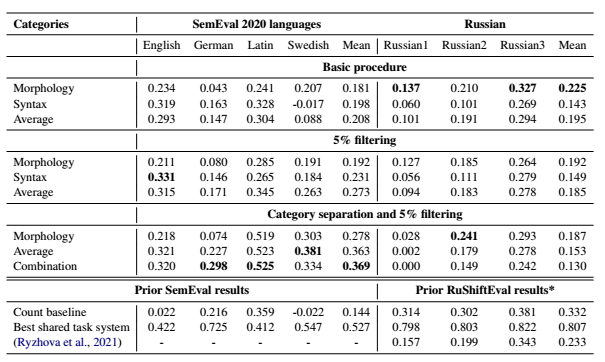 Categories SemEval 2020 languages Russian
English German Latin Swedish Mean Russian1 Russian2 Russian3 Mean
Basic procedure
Morphology 0.234 0.043 0.241 0.207 0.181 0.137 0.210 0.327 0.225
Syntax 0.319 0.163 0.328 -0.017 0.198 0.060 0.101 0.269 0.143
Average 0.293 0.147 0.304 0.088 0.208 0.101 0.191 0.294 0.195
5% filtering
Morphology 0.211 0.080 0.285 0.191 0.192 0.127 0.185 0.264 0.192
Syntax 0.331 0.146 0.265 0.184 0.231 0.056 0.111 0.279 0.149
Average 0.315 0.171 0.345 0.263 0.273 0.094 0.183 0.278 0.185
Category separation and 5% filtering
Morphology 0.218 0.074 0.519 0.303 0.278 0.028 0.241 0.293 0.187
Average 0.321 0.227 0.523 0.381 0.363 0.002 0.179 0.278 0.153
Combination 0.320 0.298 0.525 0.334 0.369 0.000 0.149 0.242 0.130
Prior SemEval results Prior RuShiftEval results*
Count baseline 0.022 0.216 0.359 -0.022 0.144 0.314 0.302 0.381 0.332
Best shared task system 0.422 0.725 0.412 0.547 0.527 0.798 0.803 0.822 0.807
(Ryzhova et al., 2021) - - - - - 0.157 0.199 0.343 0.233